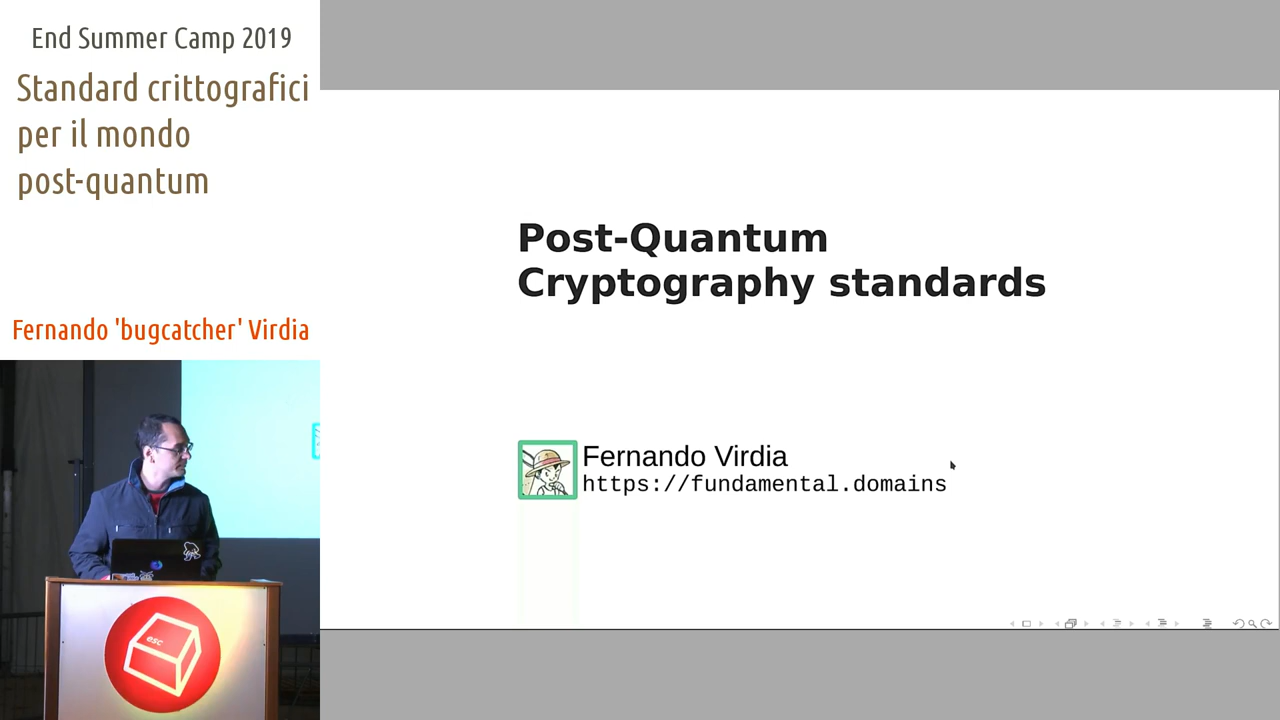 End Summer Camp 2019
Standard crittografici
per il mondo
post-quantum
Fernando 'bugcatcher' Virdia
Post-Quantum
Cryptography standards
Fernando Virdia
https://fundamental.domains
esc